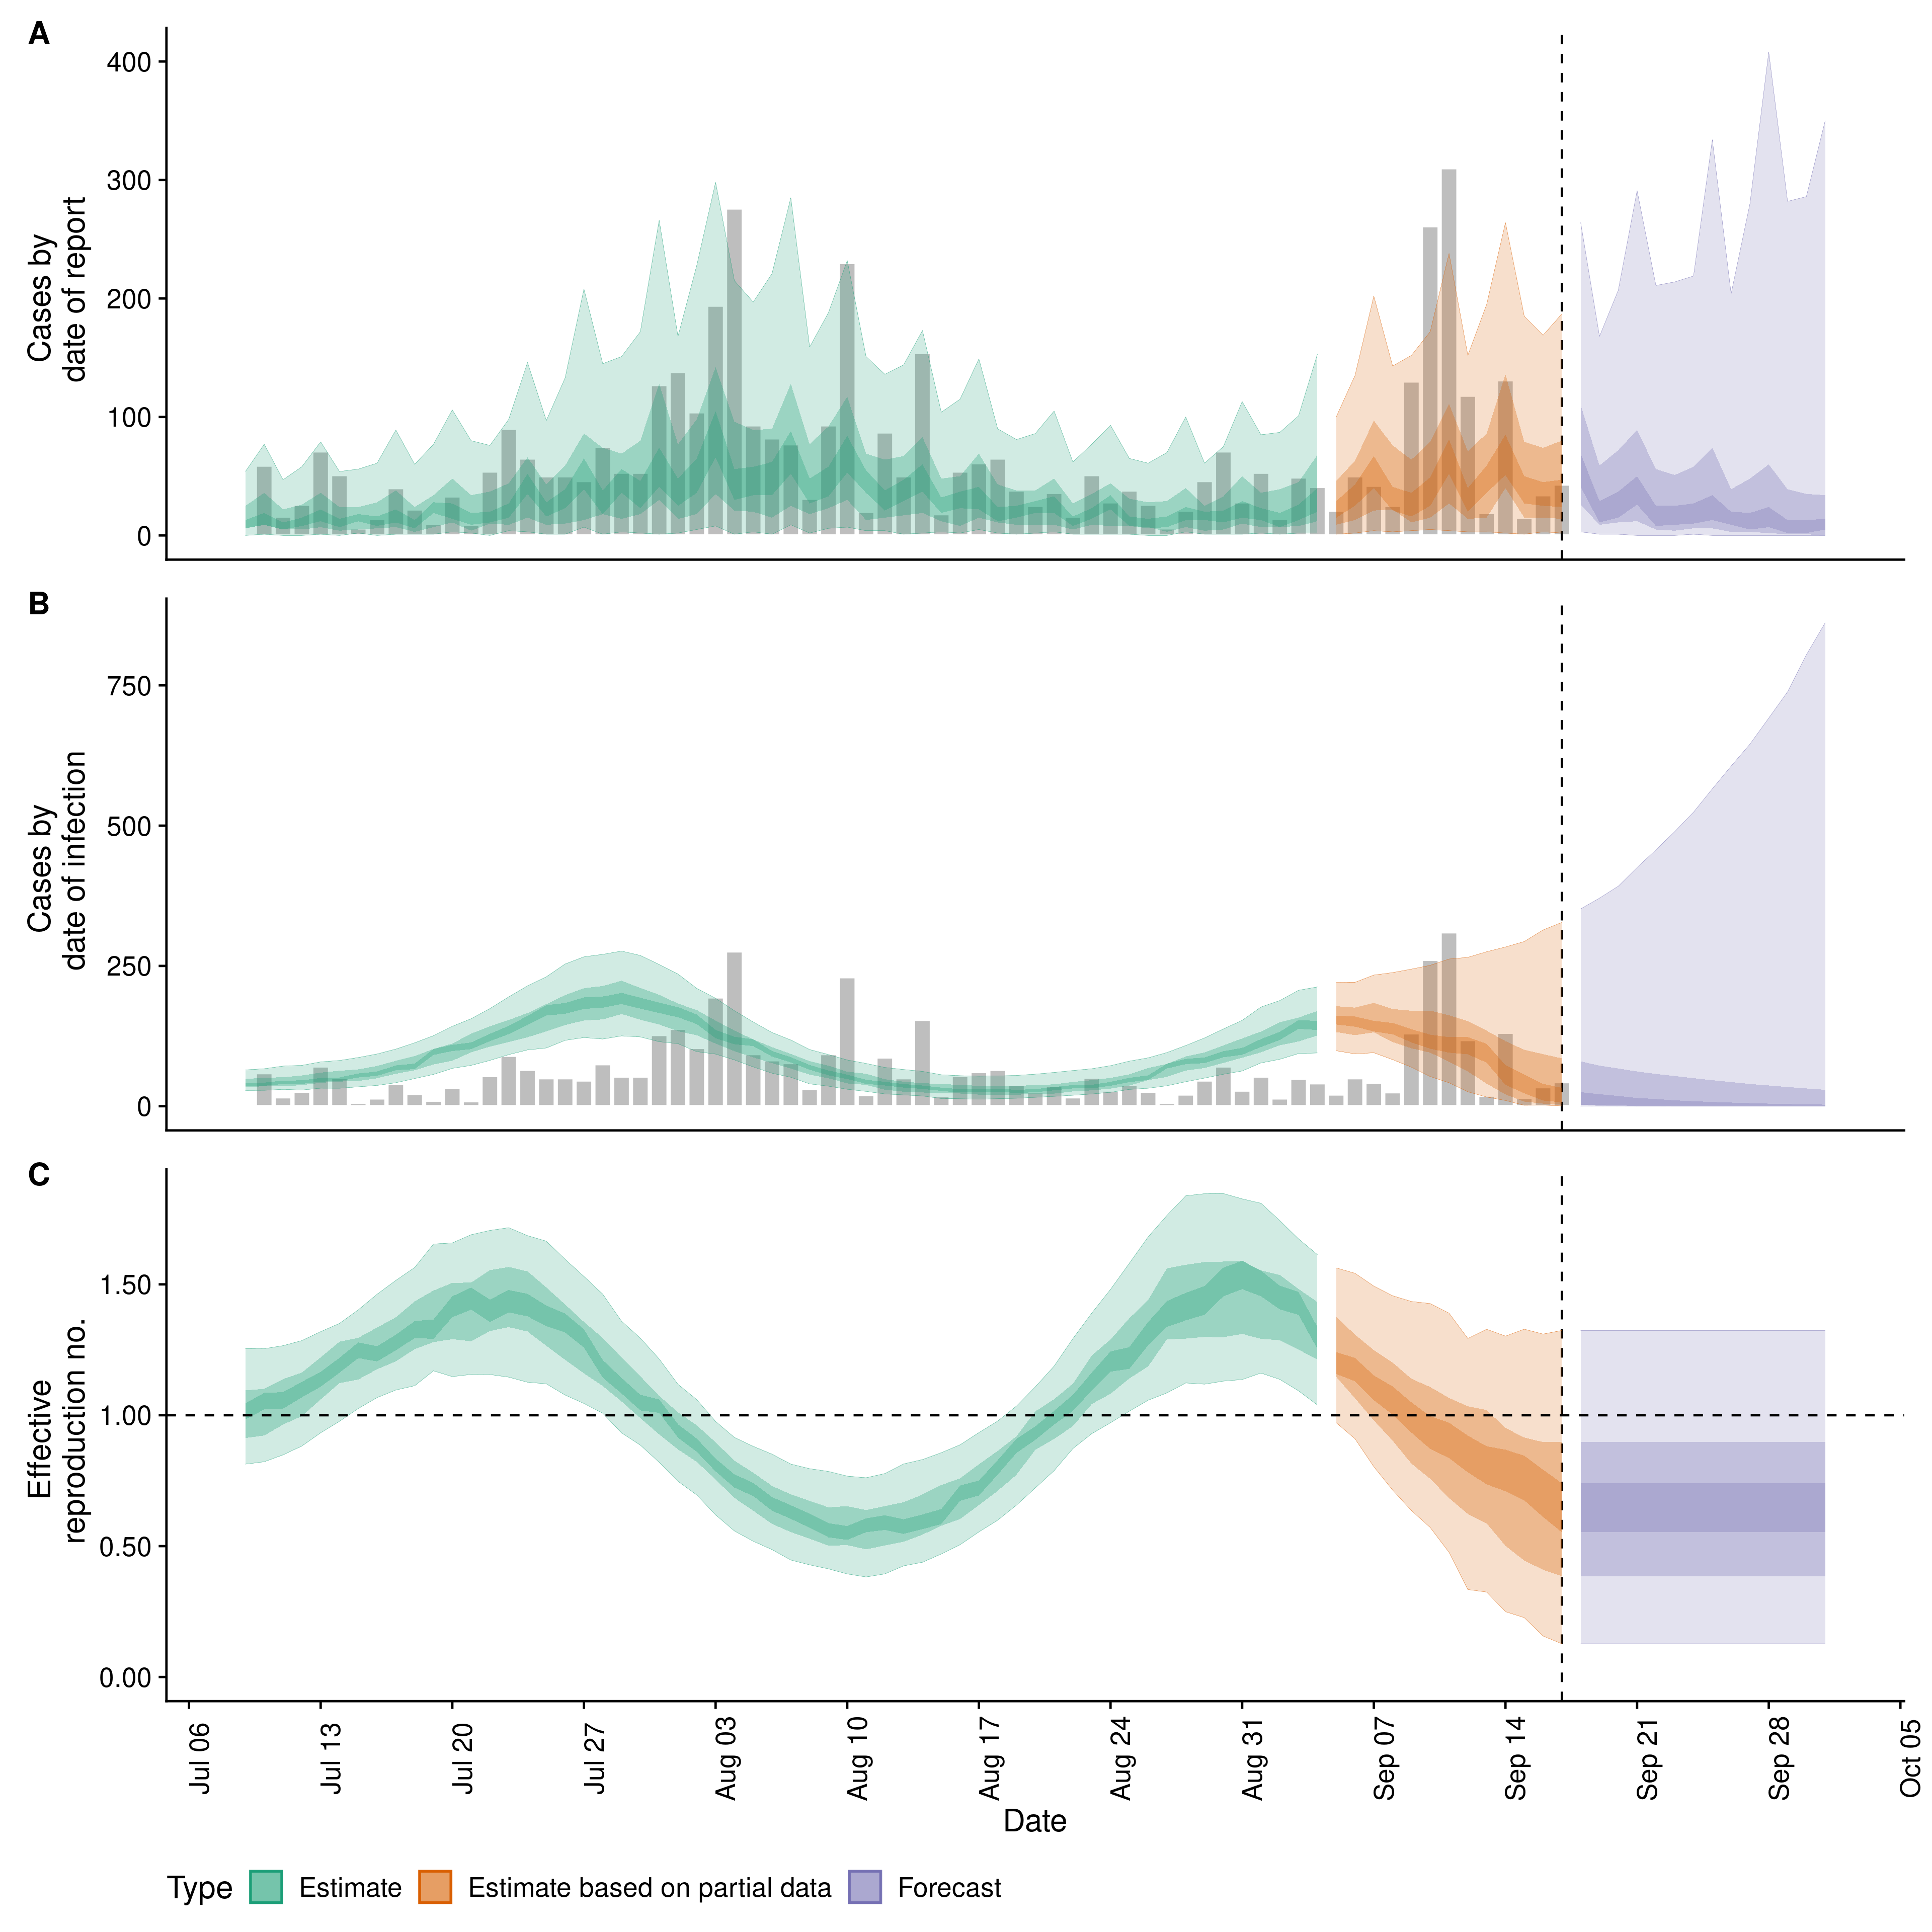 A
Cases by
date of report
400
300
200
100
0
B
Cases by
date of infection
750
500
250
0
C
Effective
reproduction no.
1.50
1.00
0.50
0.00
Jul 06
Jul 13
Jul 20
Jul 27
Aug 03
Aug 10
Aug 17
Aug 24
Aug 31
Sep 07
Sep 14
Sep 21
Sep 28
Oct 05
Date
Type Estimate Estimate based on partial data Forecast